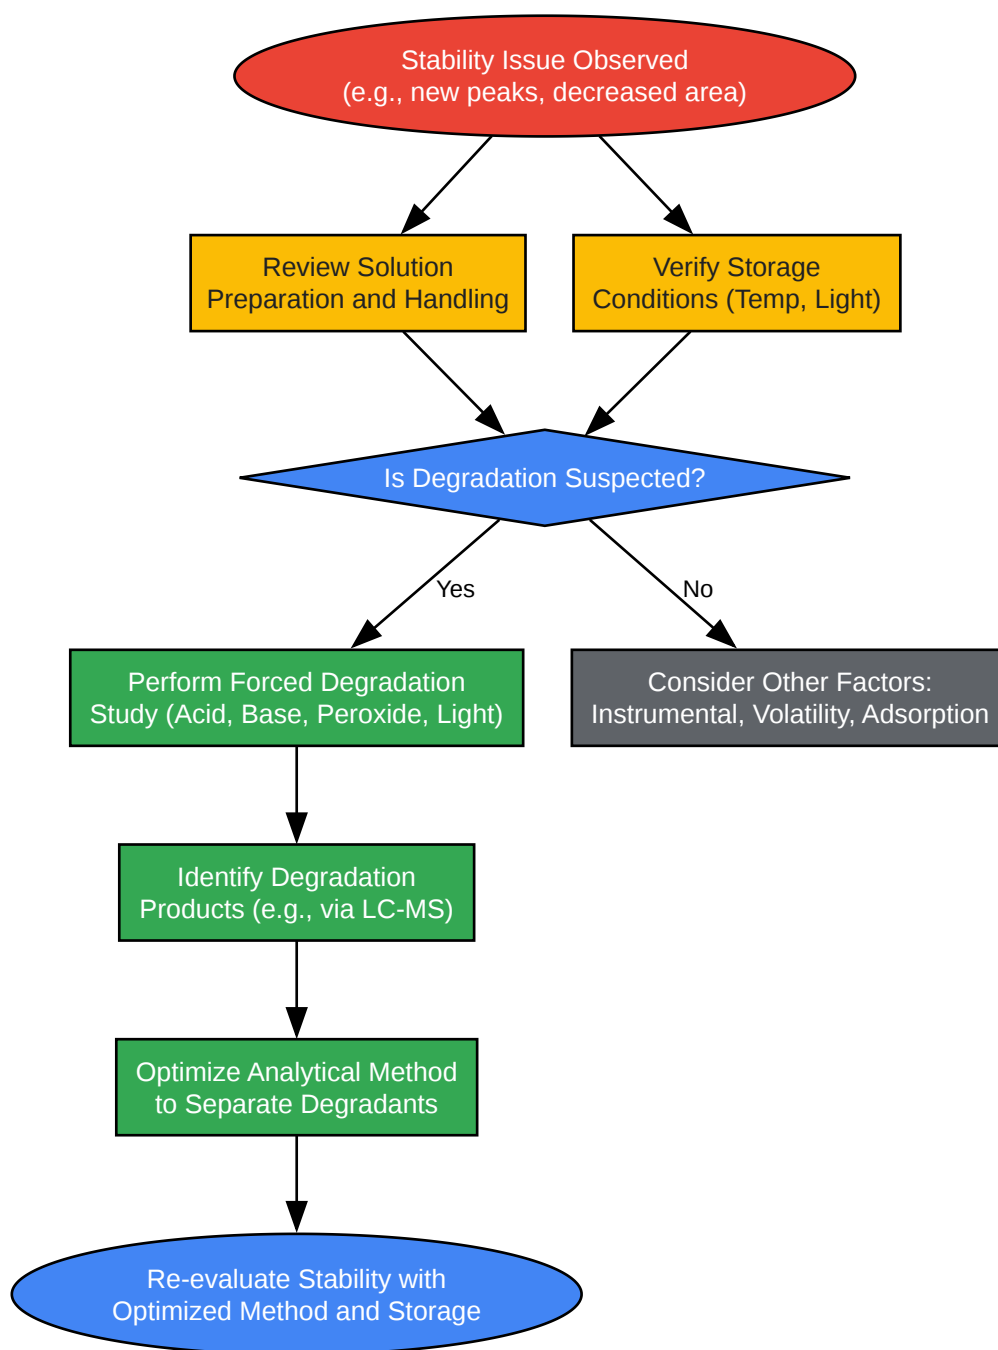 Stability Issue Observed
(e.g., new peaks, decreased area)
Review Solution
Preparation and Handling
Verify Storage
Conditions (Temp, Light)
Is Degradation Suspected?
Yes
No
Perform Forced Degradation
Study (Acid, Base, Peroxide, Light)
Consider Other Factors:
Instrumental, Volatility, Adsorption
Identify Degradation
Products (e.g., via LC-MS)
Optimize Analytical Method
to Separate Degradants
Re-evaluate Stability with
Optimized Method and Storage